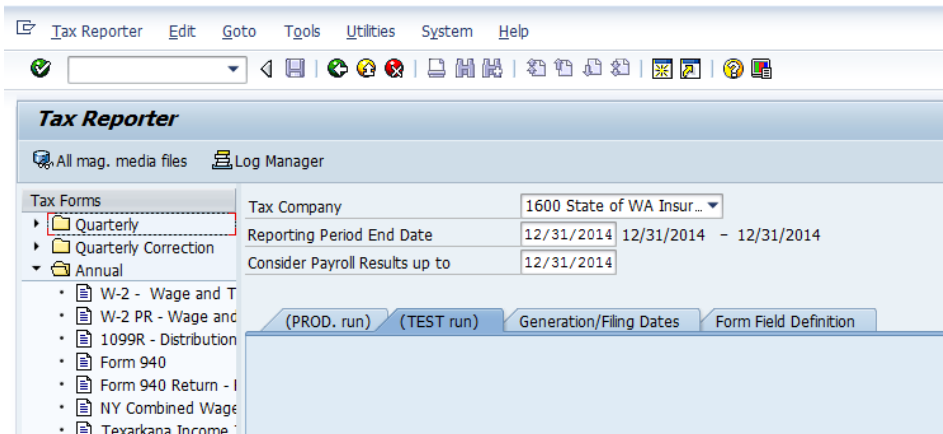 Tax Reporter Edit Goto Tools Utilities System Help
Tax Reporter
All mag. media files Log Manager
Tax Forms
Quarterly
Quarterly Correction
Annual
W-2 - Wage and T
W-2 PR - Wage and
1099R - Distribution
Form 940
Form 940 Return -
NY Combined Wage
Texarkana Income
Tax Company 1600 State of WA Insur...
Reporting Period End Date 12/31/2014 12/31/2014 - 12/31/2014
Consider Payroll Results up to 12/31/2014
(PROD. run) (TEST run) Generation/Filing Dates Form Field Definition